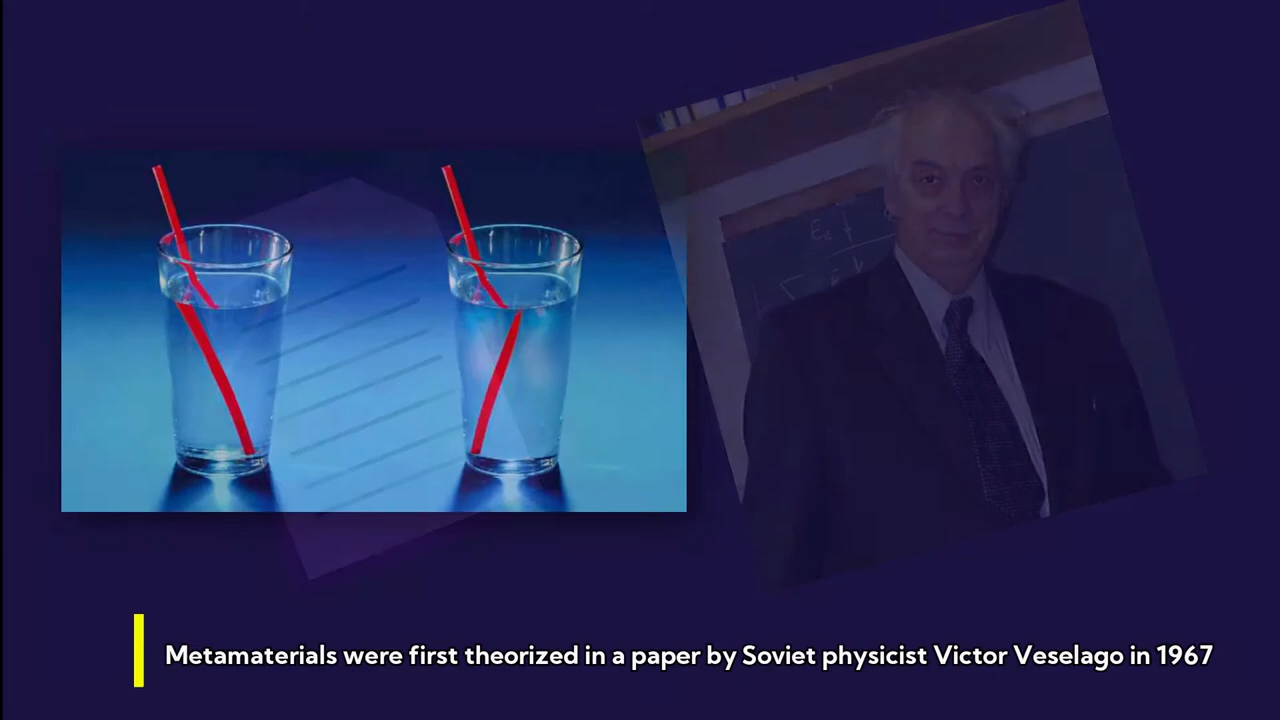 Metamaterials were first theorized in a paper by Soviet physicist Victor Veselago in 1967